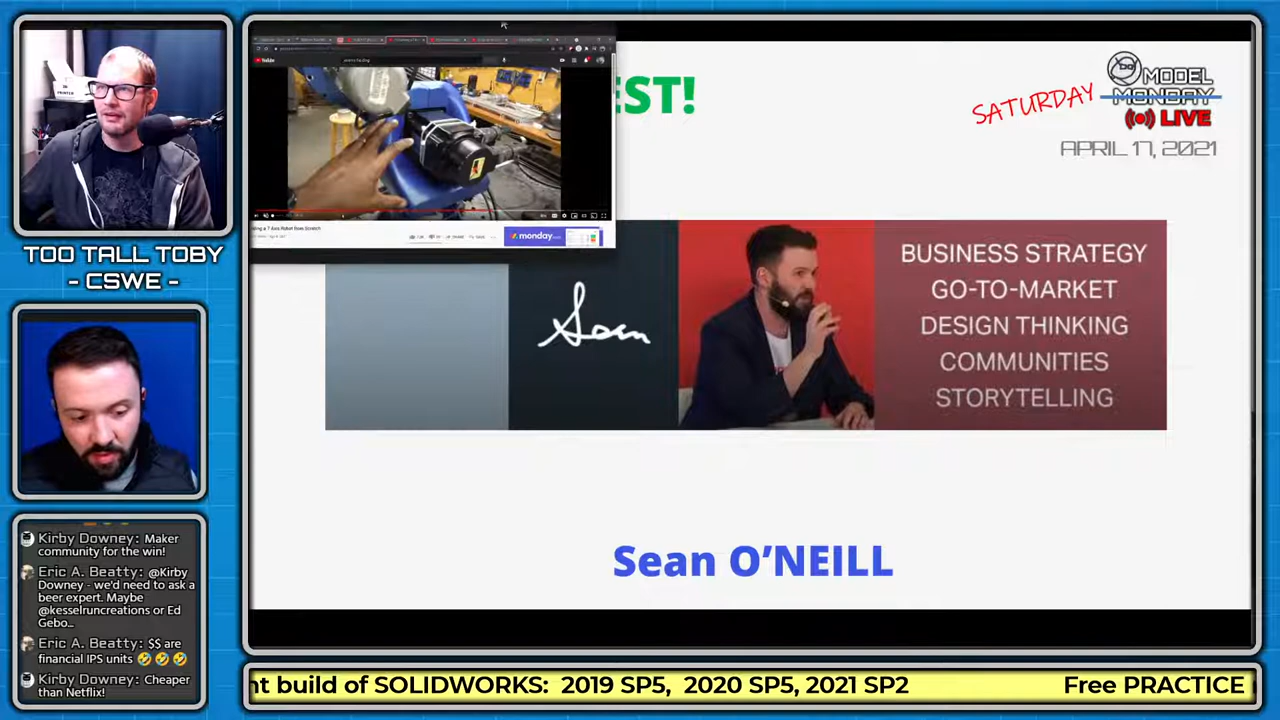 TOO TALL TOBY
- CSWE -
Kirby Downey: Maker
community for the win!
Eric A. Beatty: @Kirby
Downey - we'd need to ask a
beer expert. Maybe
@kesselruncreations or Ed
Gebo...
Eric A. Beatty: $$ are
financial IPS units 🤣🤣🤣
Kirby Downey: Cheaper
than Netflix!
YouTube
monday
EST!
SATURDAY
MODEL
MONDAY
LIVE
APRIL 17, 2021
Sean
BUSINESS STRATEGY
GO-TO-MARKET
DESIGN THINKING
COMMUNITIES
STORYTELLING
Sean O'NEILL
nt build of SOLIDWORKS: 2019 SP5, 2020 SP5, 2021 SP2 Free PRACTICE